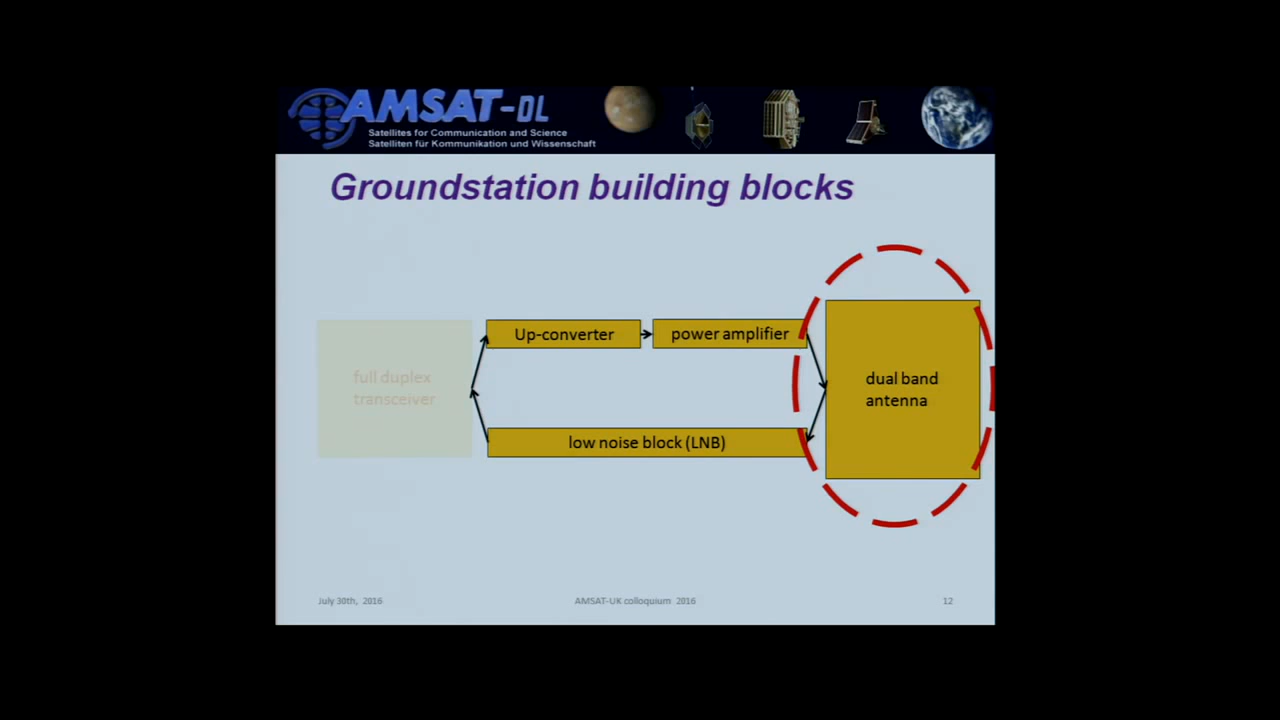 AMSAT-DL
Satellites for Communication and Science
Satelliten für Kommunikation und Wissenschaft
Groundstation building blocks
full duplex
transceiver
Up-converter
power amplifier
low noise block (LNB)
dual band
antenna
July 30th, 2016
AMSAT-UK colloquium 2016
12